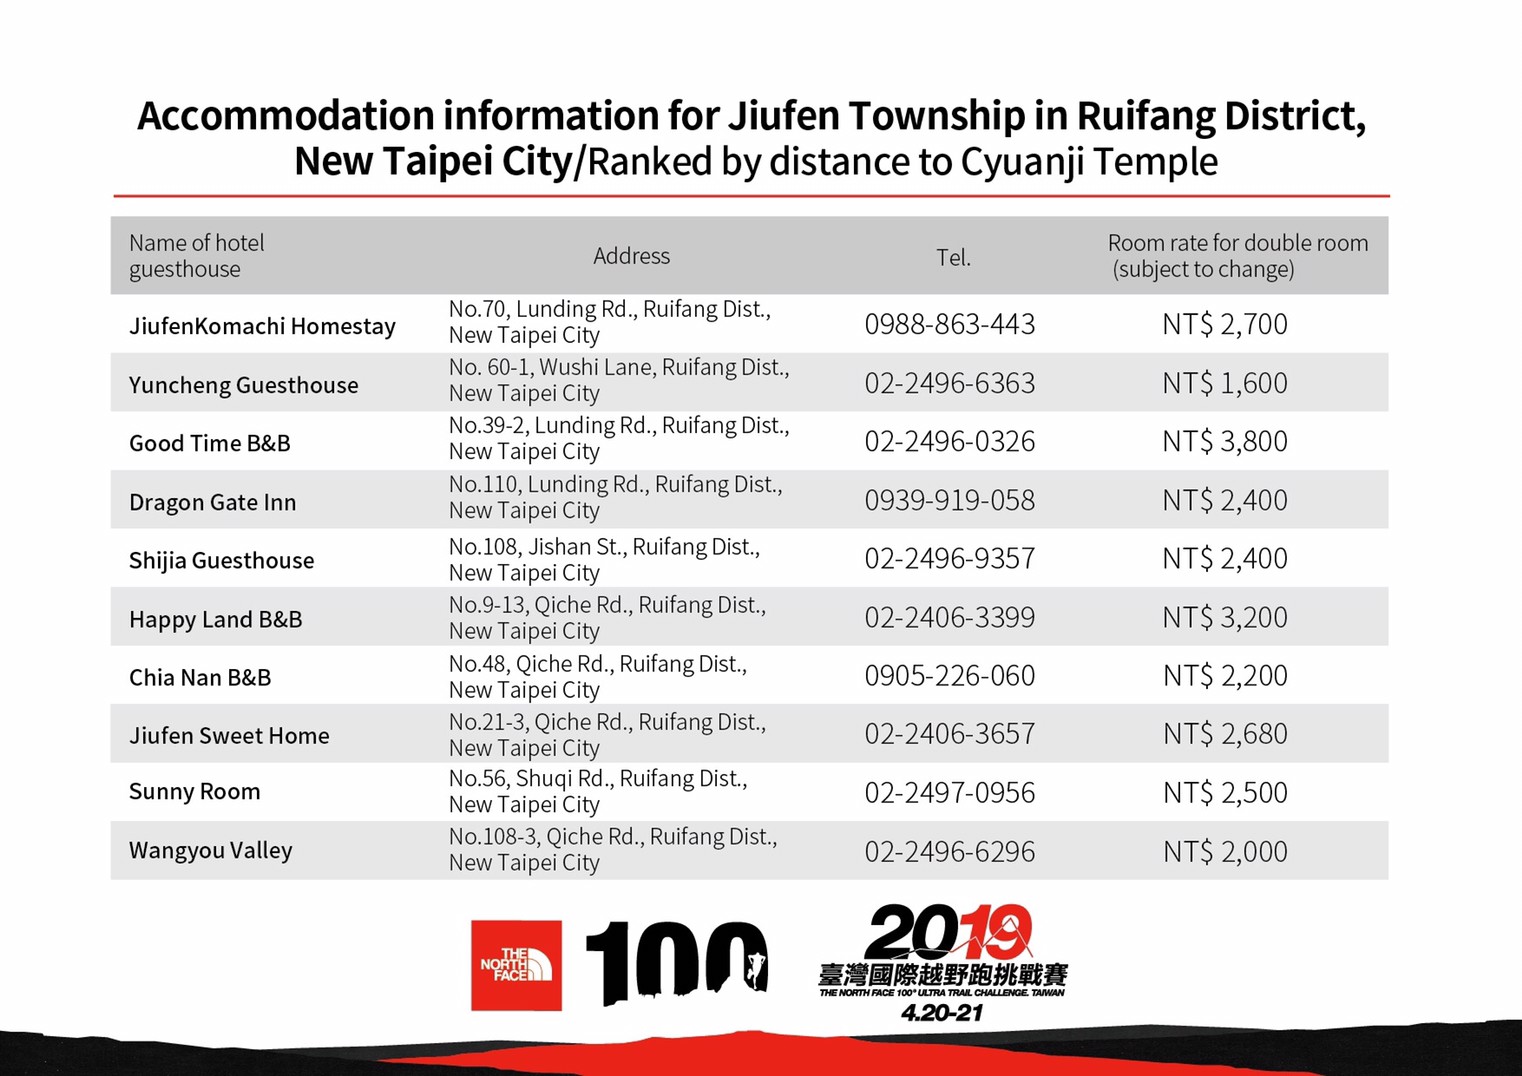 Accommodation information for Jiufen Township in Ruifang District,
New Taipei City/Ranked by distance to Cyuanji Temple
Name of hotel
guesthouse
Address
Tel.
Room rate for double room
(subject to change)
JiufenKomachi Homestay
No.70, Lunding Rd., Ruifang Dist.,
New Taipei City
0988-863-443
NT$ 2,700
Yuncheng Guesthouse
No. 60-1, Wushi Lane, Ruifang Dist.,
New Taipei City
02-2496-6363
NT$ 1,600
Good Time B&B
No.39-2, Lunding Rd., Ruifang Dist.,
New Taipei City
02-2496-0326
NT$ 3,800
Dragon Gate Inn
No.110, Lunding Rd., Ruifang Dist.,
New Taipei City
0939-919-058
NT$ 2,400
Shijia Guesthouse
No.108, Jishan St., Ruifang Dist.,
New Taipei City
02-2496-9357
NT$ 2,400
Happy Land B&B
No.9-13, Qiche Rd., Ruifang Dist.,
New Taipei City
02-2406-3399
NT$ 3,200
Chia Nan B&B
No.48, Qiche Rd., Ruifang Dist.,
New Taipei City
0905-226-060
NT$ 2,200
Jiufen Sweet Home
No.21-3, Qiche Rd., Ruifang Dist.,
New Taipei City
02-2406-3657
NT$ 2,680
Sunny Room
No.56, Shuqi Rd., Ruifang Dist.,
New Taipei City
02-2497-0956
NT$ 2,500
Wangyou Valley
No.108-3, Qiche Rd., Ruifang Dist.,
New Taipei City
02-2496-6296
NT$ 2,000
THE
NORTH
FACE
100
2019
臺灣國際越野跑挑戰賽
THE NORTH FACE 100® ULTRA TRAIL CHALLENGE. TAIWAN
4.20-21